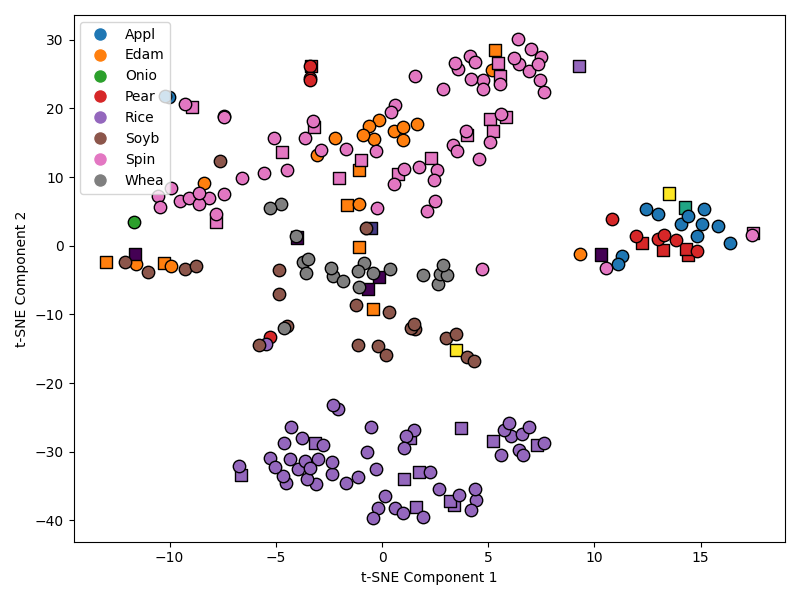 Appl
Edam
Onio
Pear
Rice
Soyb
Spin
Whea
30
20
10
0
−10
−20
−30
−40
t-SNE Component 2
−10
−5
0
5
10
15
t-SNE Component 1